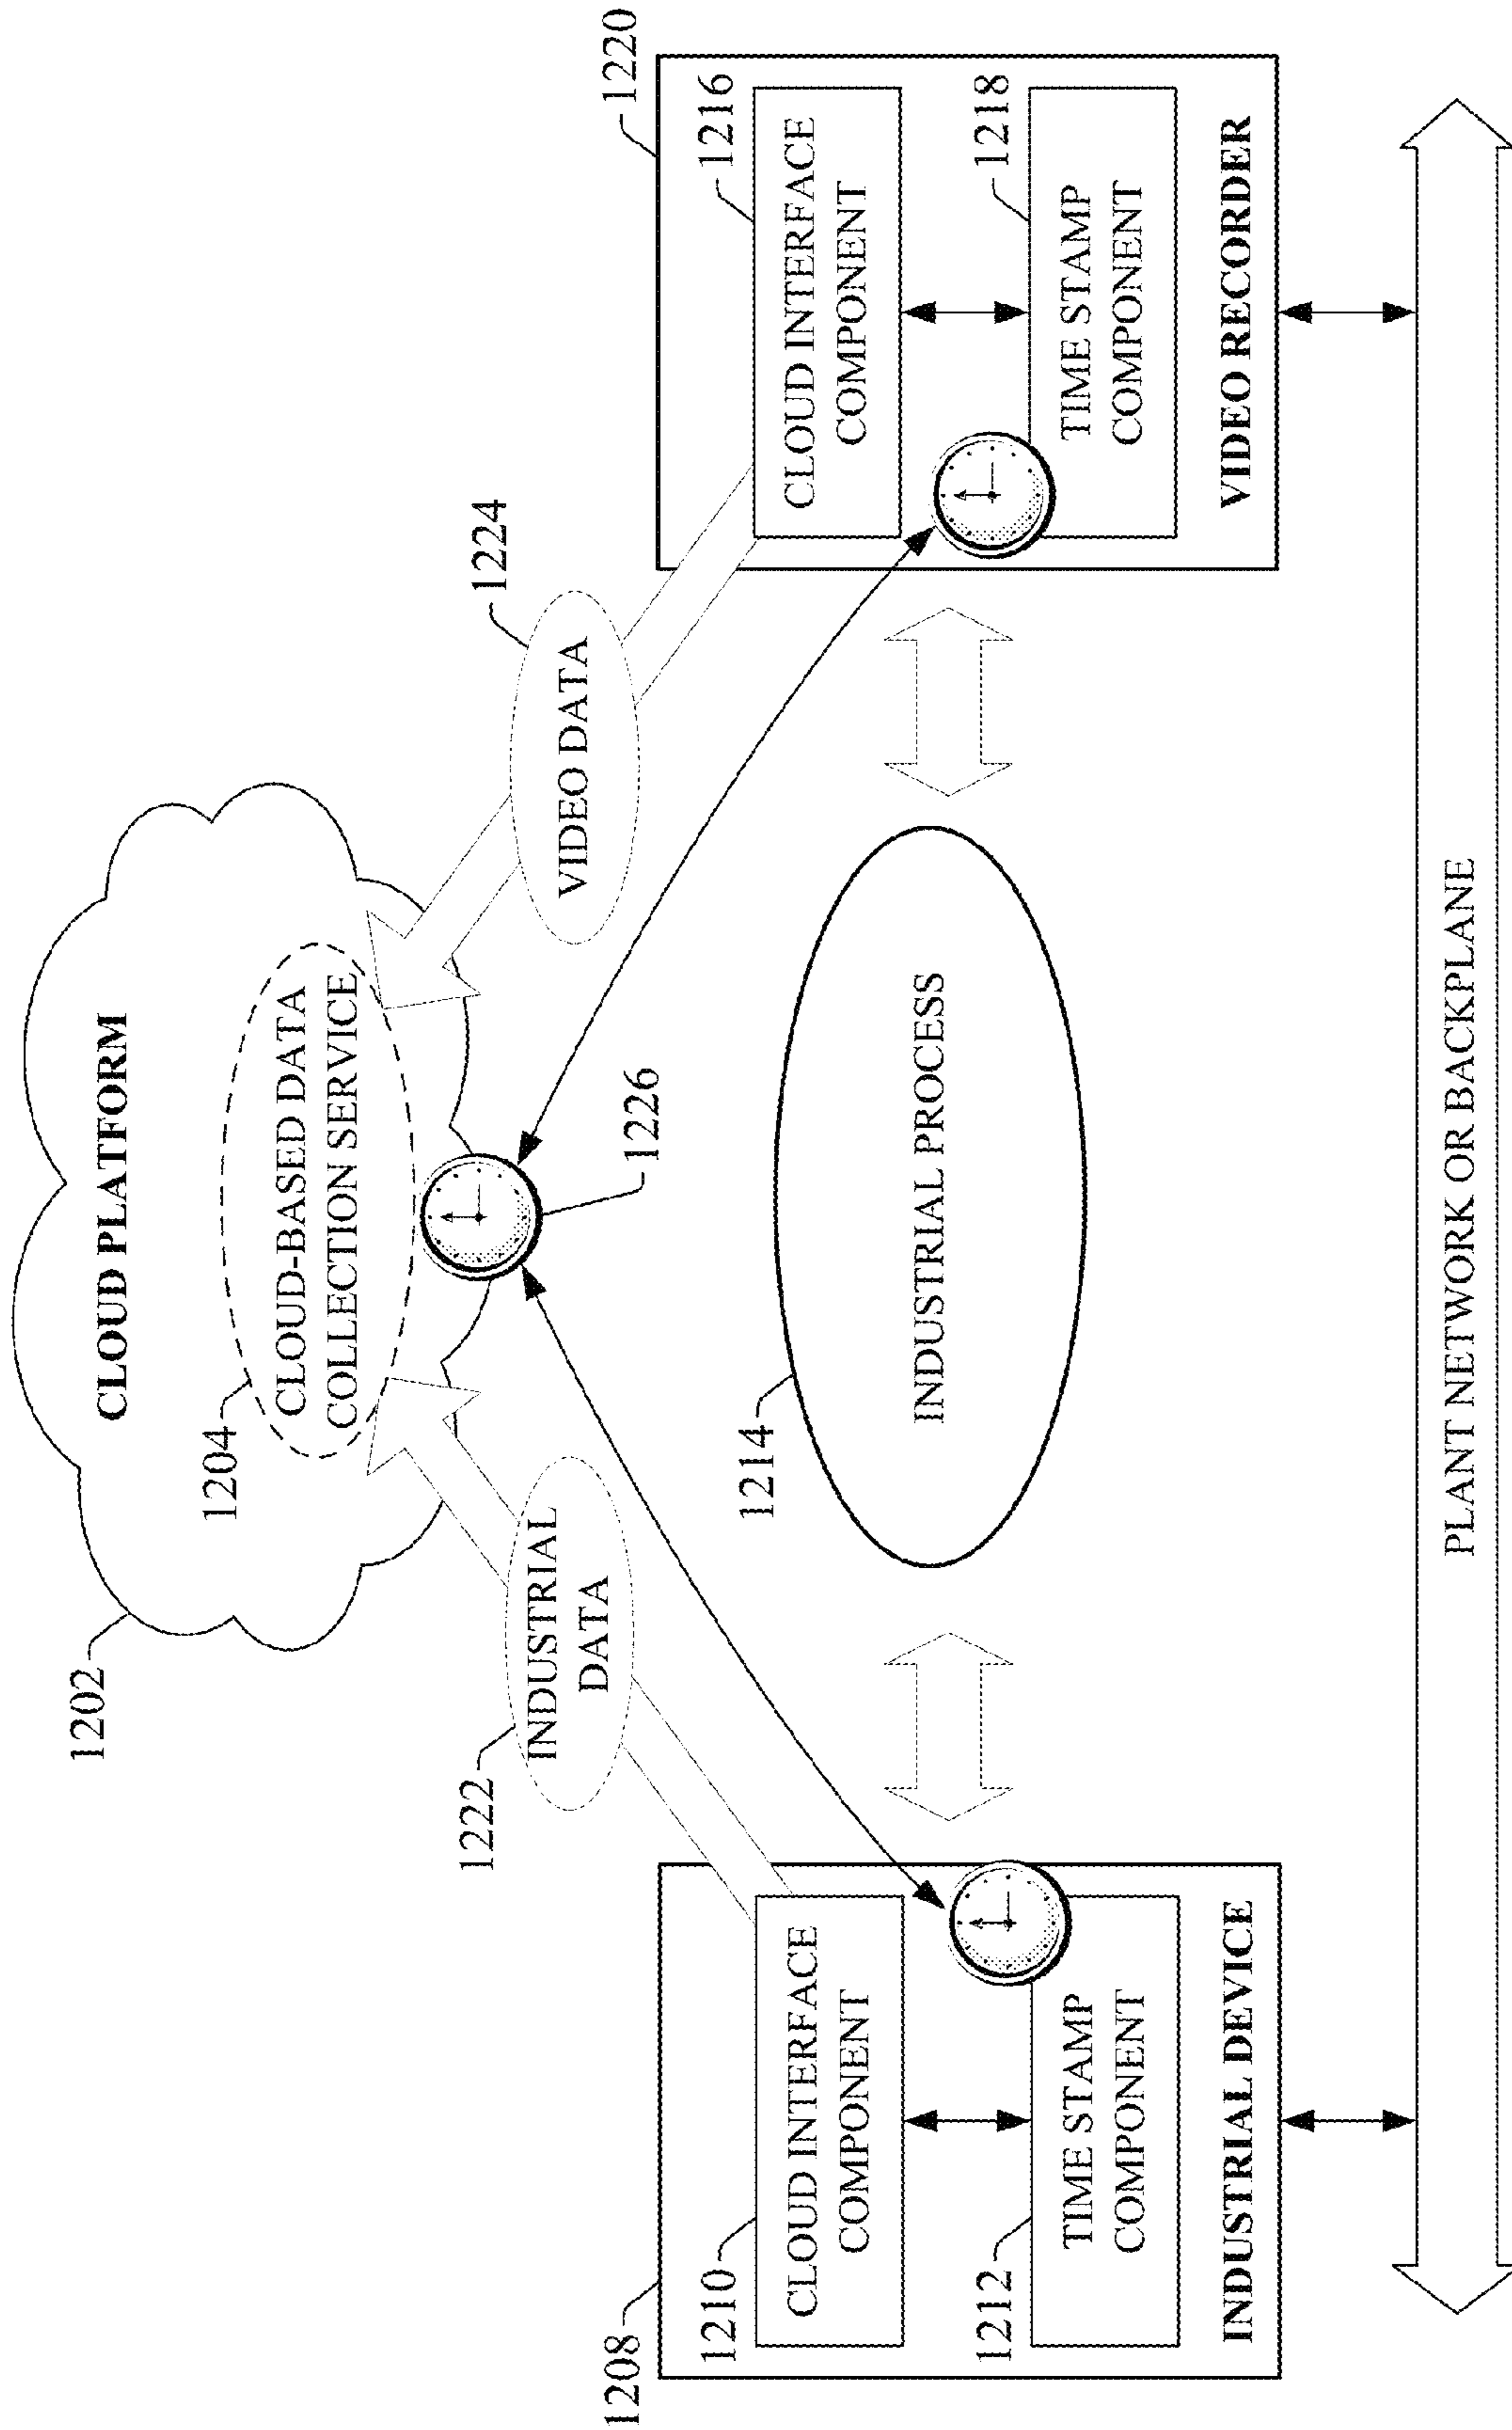 CLOUD PLATFORM
1202
1204
CLOUD-BASED DATA
COLLECTION SERVICE
1222
INDUSTRIAL
DATA
1226
VIDEO DATA
1224
1208
1210
CLOUD INTERFACE
COMPONENT
1212
TIME STAMP
COMPONENT
INDUSTRIAL DEVICE
1214
INDUSTRIAL PROCESS
1220
1216
CLOUD INTERFACE
COMPONENT
1218
TIME STAMP
COMPONENT
VIDEO RECORDER
PLANT NETWORK OR BACKPLANE